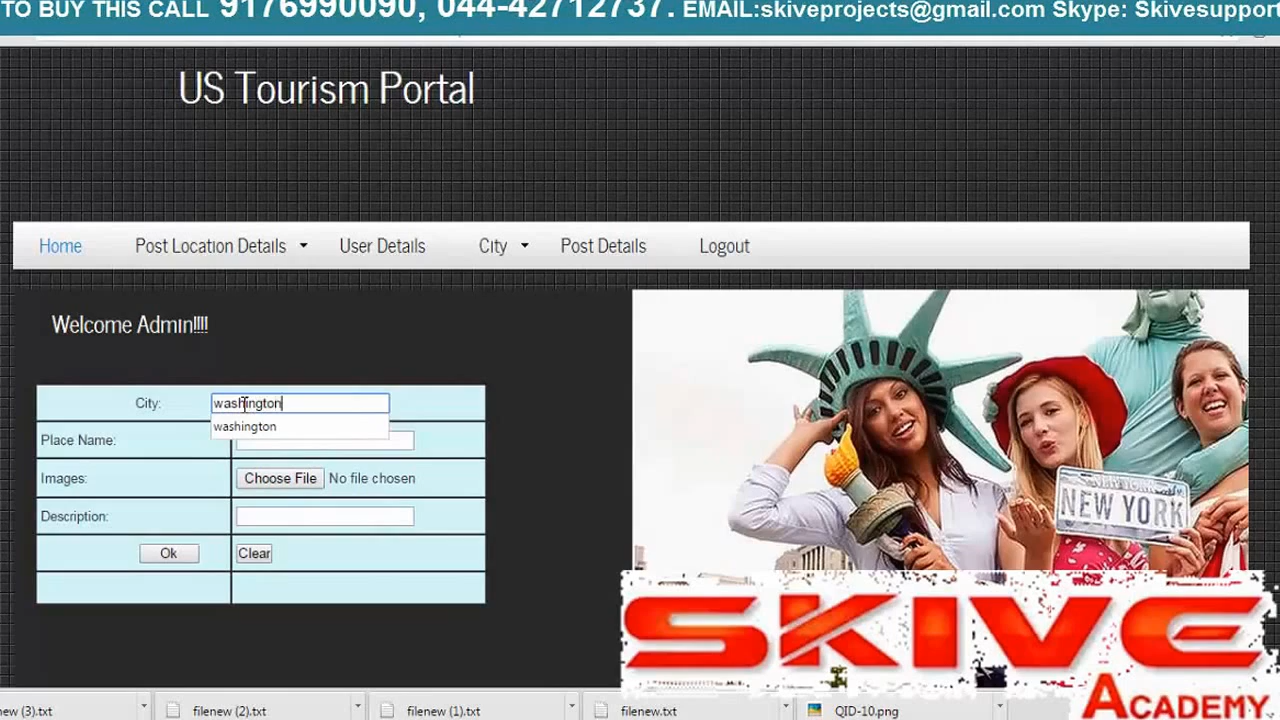 TO BUY THIS CALL 9176990090, 044-42712737. EMAIL:skiveprojects@gmail.com Skype: Skivesupport
US Tourism Portal
Home Post Location Details User Details City Post Details Logout
Welcome Admin!!!!
City: washington
washington
Place Name:
Images: Choose File No file chosen
Description:
Ok Clear
NEW YORK
SKIVE
ACADEMY
new (3).txt filenew (2).txt filenew (1).txt filenew.txt QID-10.png